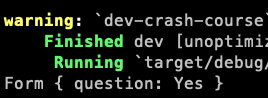 warning: `dev-crash-course`
Finished dev [unoptimiz
Running `target/debug/
Form { question: Yes }